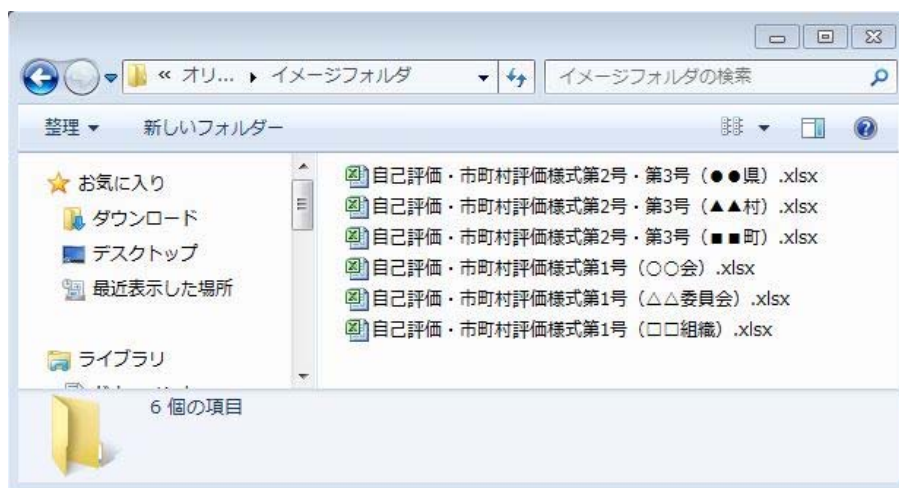 « オリ... ▸ イメージフォルダ
イメージフォルダの検索
整理 ▼ 新しいフォルダー
お気に入り
ダウンロード
デスクトップ
最近表示した場所
ライブラリ
自己評価・市町村評価様式第2号・第3号（●●県）.xlsx
自己評価・市町村評価様式第2号・第3号（▲▲村）.xlsx
自己評価・市町村評価様式第2号・第3号（■■町）.xlsx
自己評価・市町村評価様式第1号（○○会）.xlsx
自己評価・市町村評価様式第1号（△△委員会）.xlsx
自己評価・市町村評価様式第1号（□□組織）.xlsx
6 個の項目